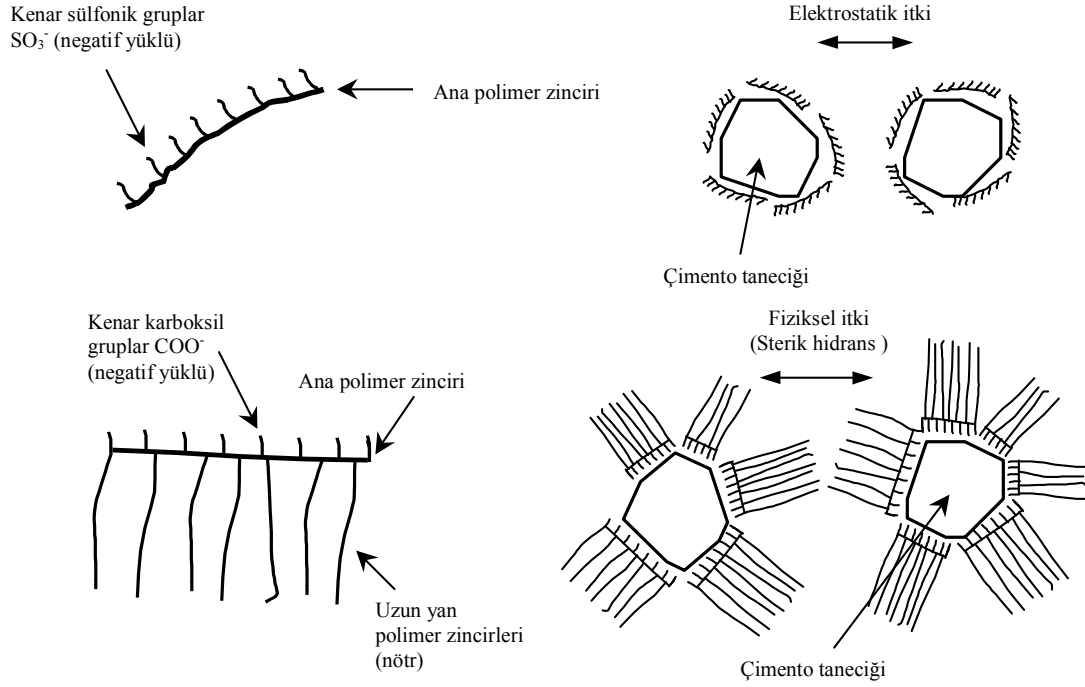 Kenar sülfonik gruplar
SO₃⁻ (negatif yüklü)
Ana polimer zinciri
Elektrostatik itki
Çimento taneciği
Kenar karboksil
gruplar COO⁻
(negatif yüklü)
Ana polimer zinciri
Uzun yan
polimer zincirleri
(nötr)
Fiziksel itki
(Sterik hidrans )
Çimento taneciği